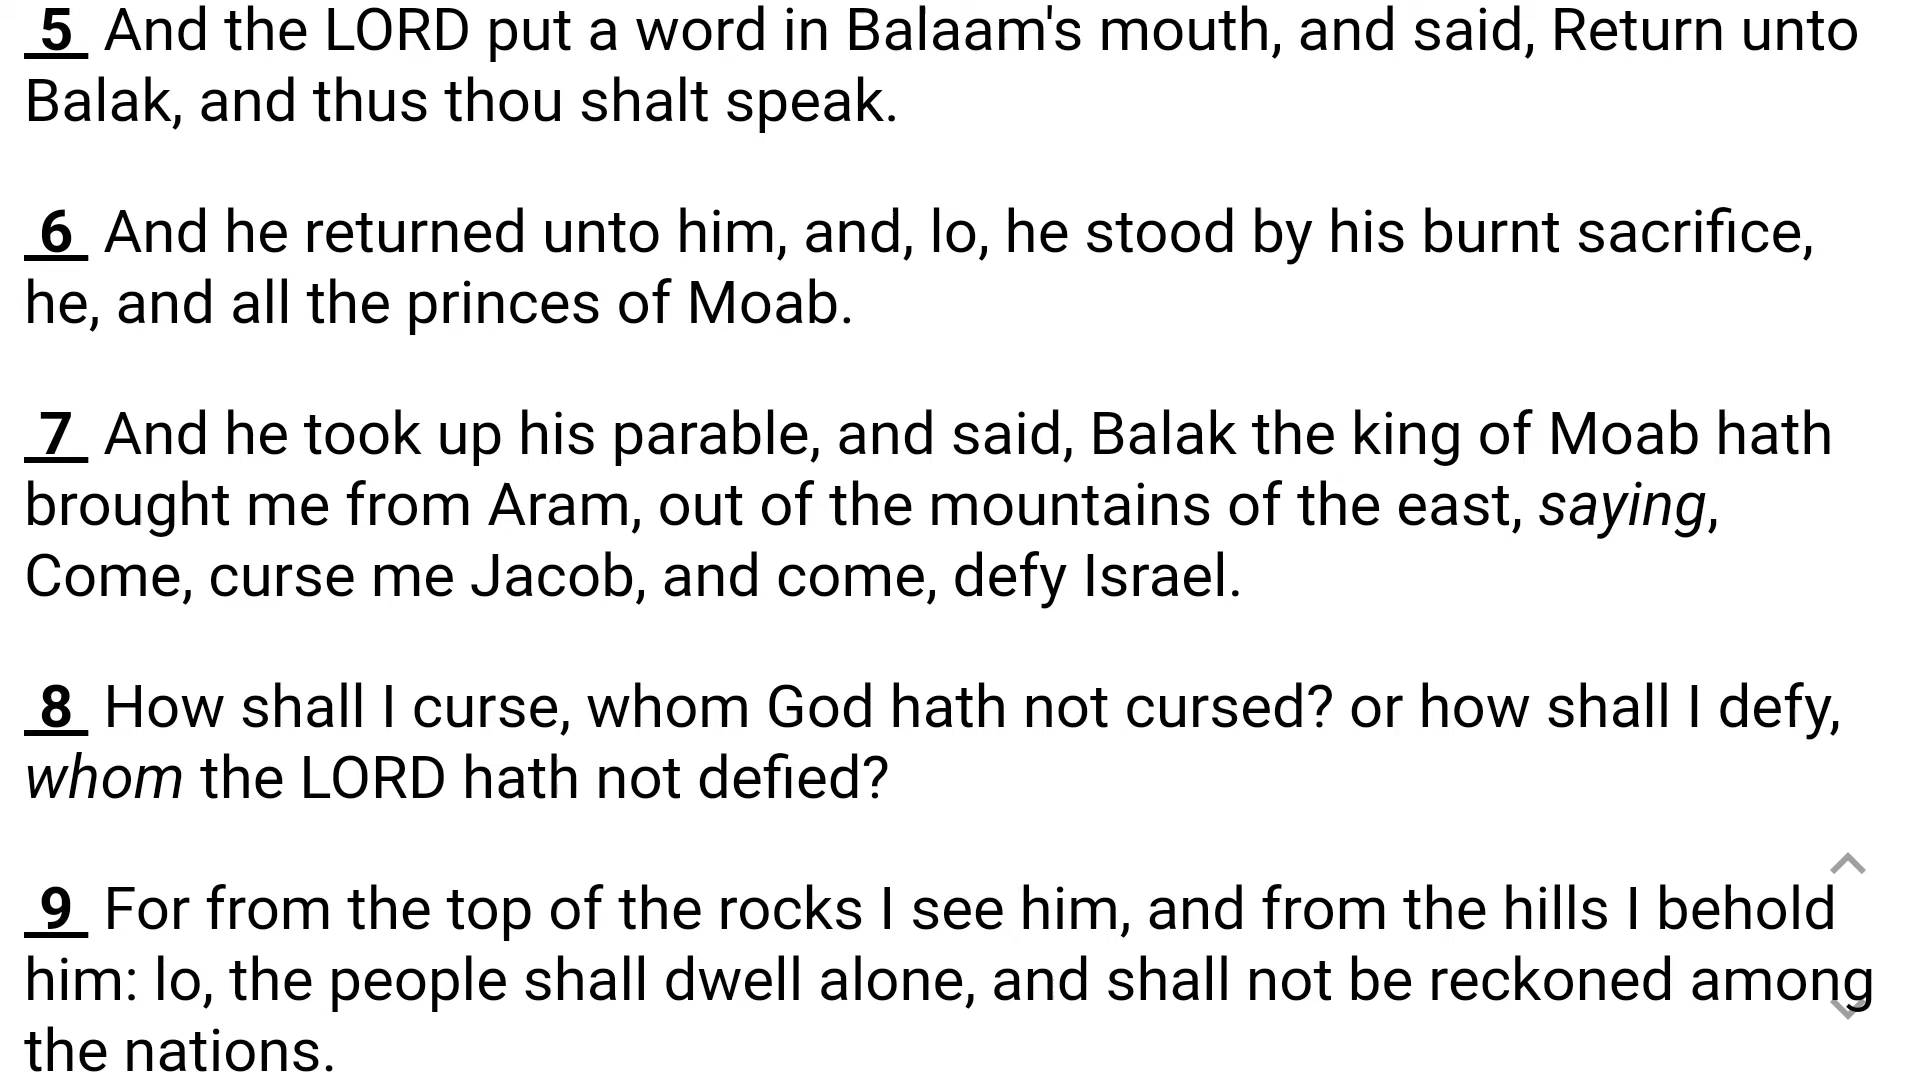 5 And the LORD put a word in Balaam's mouth, and said, Return unto
Balak, and thus thou shalt speak.
6 And he returned unto him, and, lo, he stood by his burnt sacrifice,
he, and all the princes of Moab.
7 And he took up his parable, and said, Balak the king of Moab hath
brought me from Aram, out of the mountains of the east, saying,
Come, curse me Jacob, and come, defy Israel.
8 How shall I curse, whom God hath not cursed? or how shall I defy,
whom the LORD hath not defied?
9 For from the top of the rocks I see him, and from the hills I behold
him: lo, the people shall dwell alone, and shall not be reckoned among
the nations.